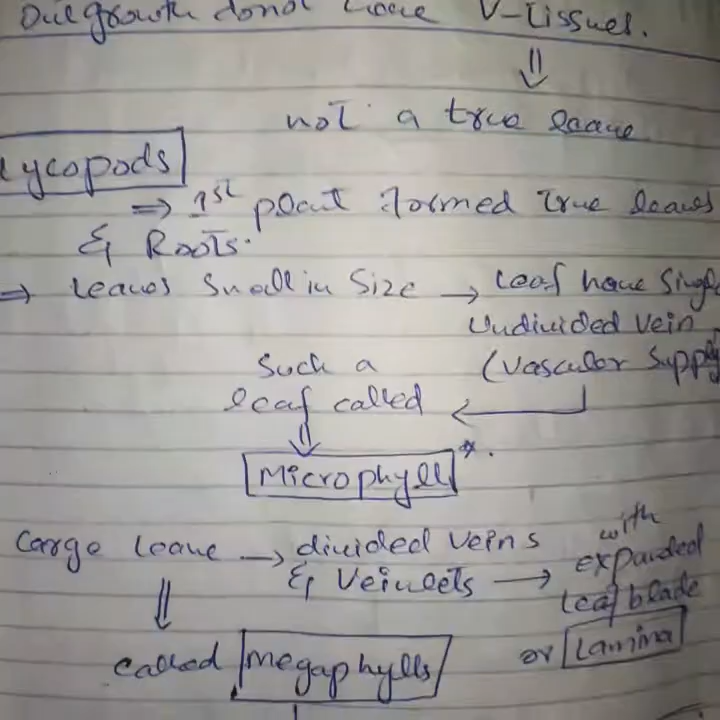 Outgrowth donot have V-tissues.
⇓
not a true leave
Lycopods
⇒ 1st plant formed true leaves
& Roots.
⇒ leaves Small in Size → Leaf have Single
Undivided vein
(Vascular Supply
Such a
leaf called ←
⇓
Microphyll *.
Large leave → divided veins
& Veinlets → with
expanded
leaf blade
⇓
called megaphylls or Lamina